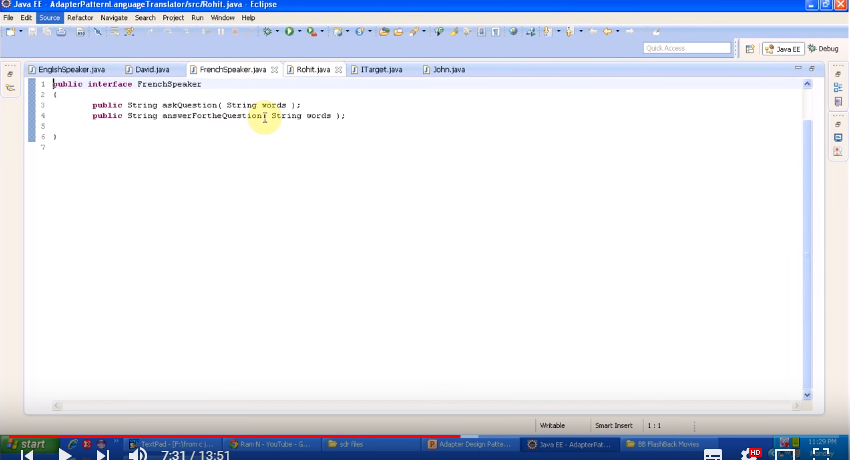 Java EE - AdapterPatternLanguageTranslator/src/Rohit.java - Eclipse
File Edit Source Refactor Navigate Search Project Run Window Help
Quick Access
Java EE
Debug
EnglishSpeaker.java David.java FrenchSpeaker.java Rohit.java ITarget.java John.java
1 public interface FrenchSpeaker
2 {
3 public String askQuestion( String words );
4 public String answerFortheQuestion( String words );
5
6 }
7
Writable Smart Insert 1 : 1
start TextPad - [F:\from c j... Ram N - YouTube - G... sdr files Adapter Design Patte... Java EE - AdapterPat... BB FlashBack Movies 11:29 PM
Monday
7:31 / 13:51 HD